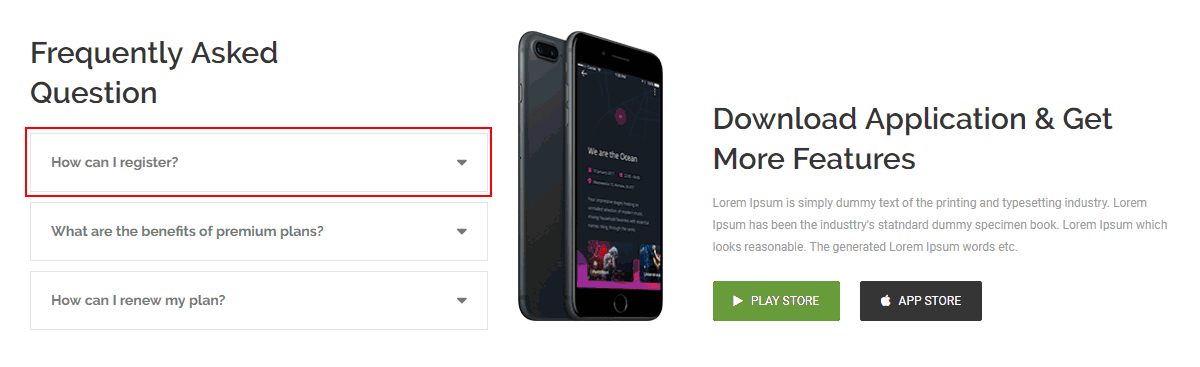 Frequently Asked
Question
How can I register?
What are the benefits of premium plans?
How can I renew my plan?
We are the Ocean
Download Application & Get
More Features
Lorem Ipsum is simply dummy text of the printing and typesetting industry. Lorem
Ipsum has been the industtry's statndard dummy specimen book. Lorem Ipsum which
looks reasonable. The generated Lorem Ipsum words etc.
PLAY STORE
APP STORE